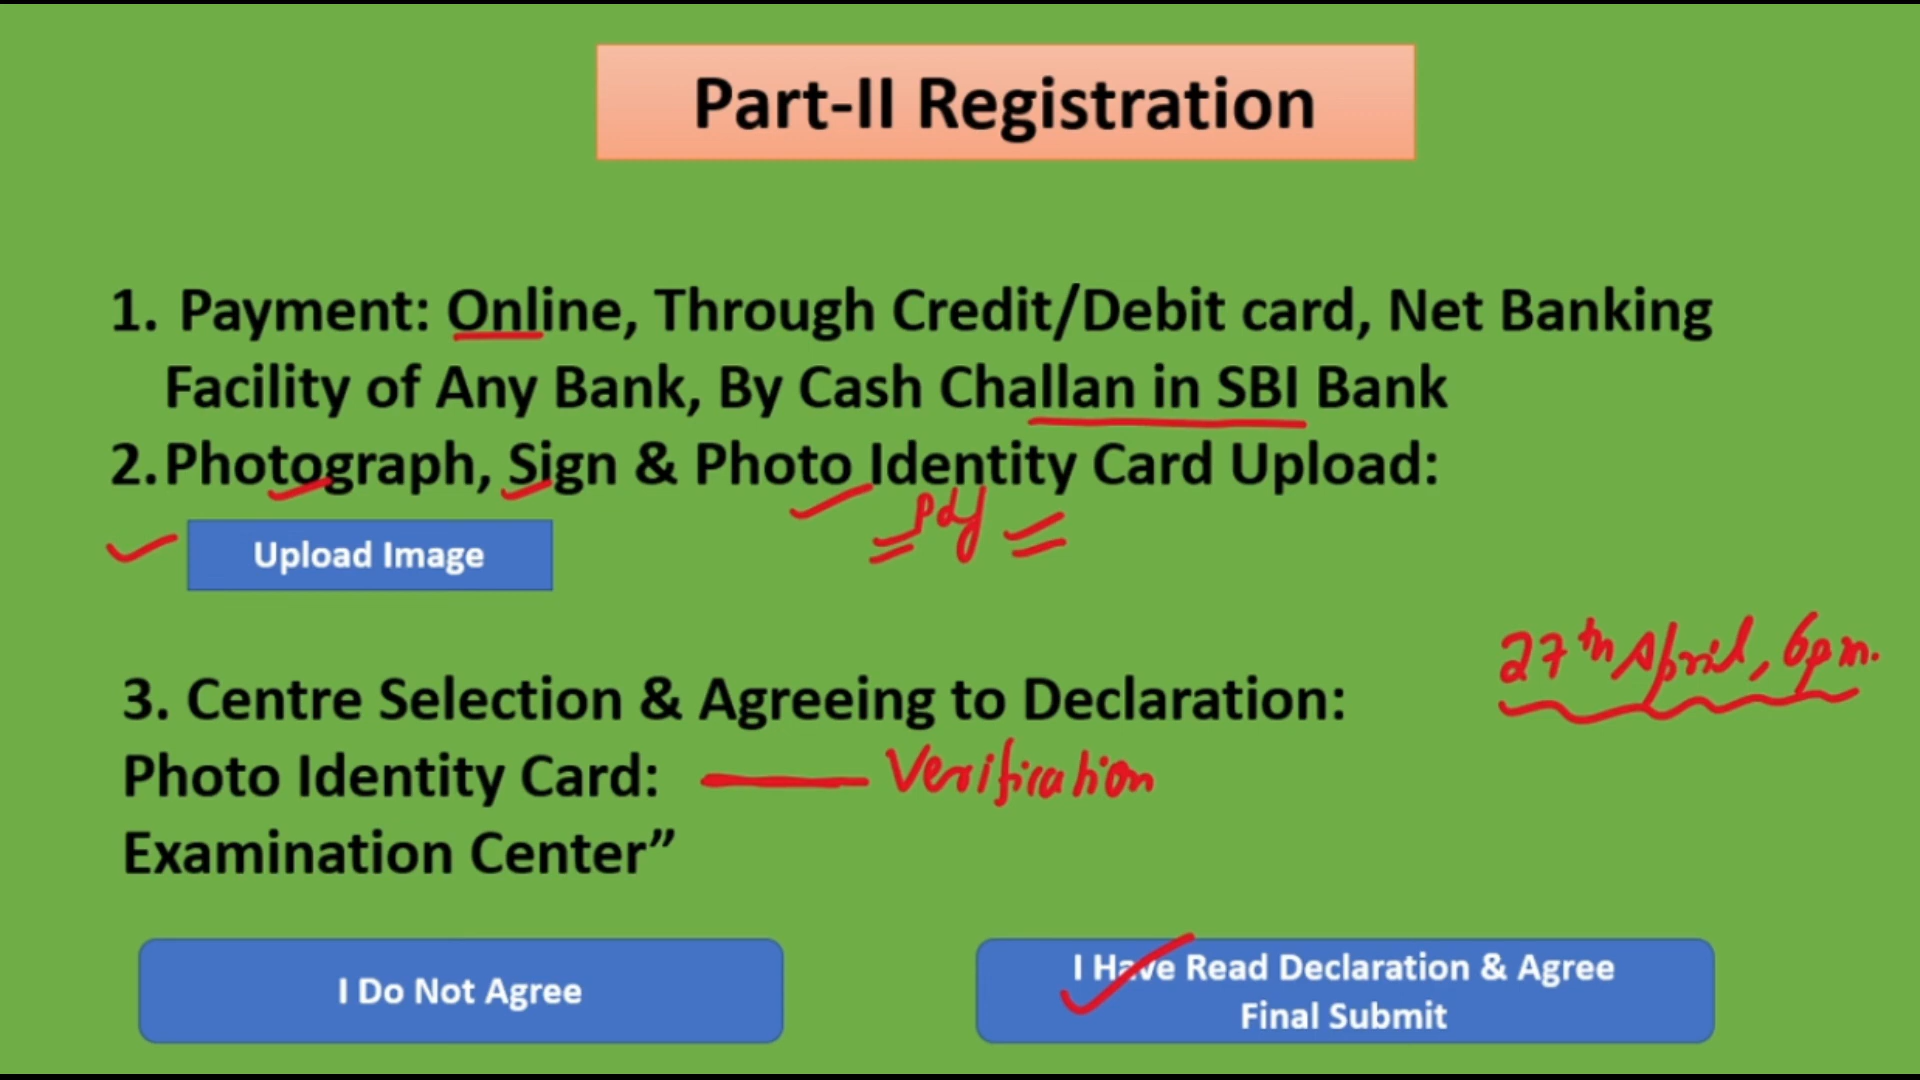 Part-II Registration
1. Payment: Online, Through Credit/Debit card, Net Banking
Facility of Any Bank, By Cash Challan in SBI Bank
2. Photograph, Sign & Photo Identity Card Upload:
pdf
Upload Image
27th April, 6pm.
3. Centre Selection & Agreeing to Declaration:
Photo Identity Card: Verification
Examination Center”
I Do Not Agree
I Have Read Declaration & Agree
Final Submit